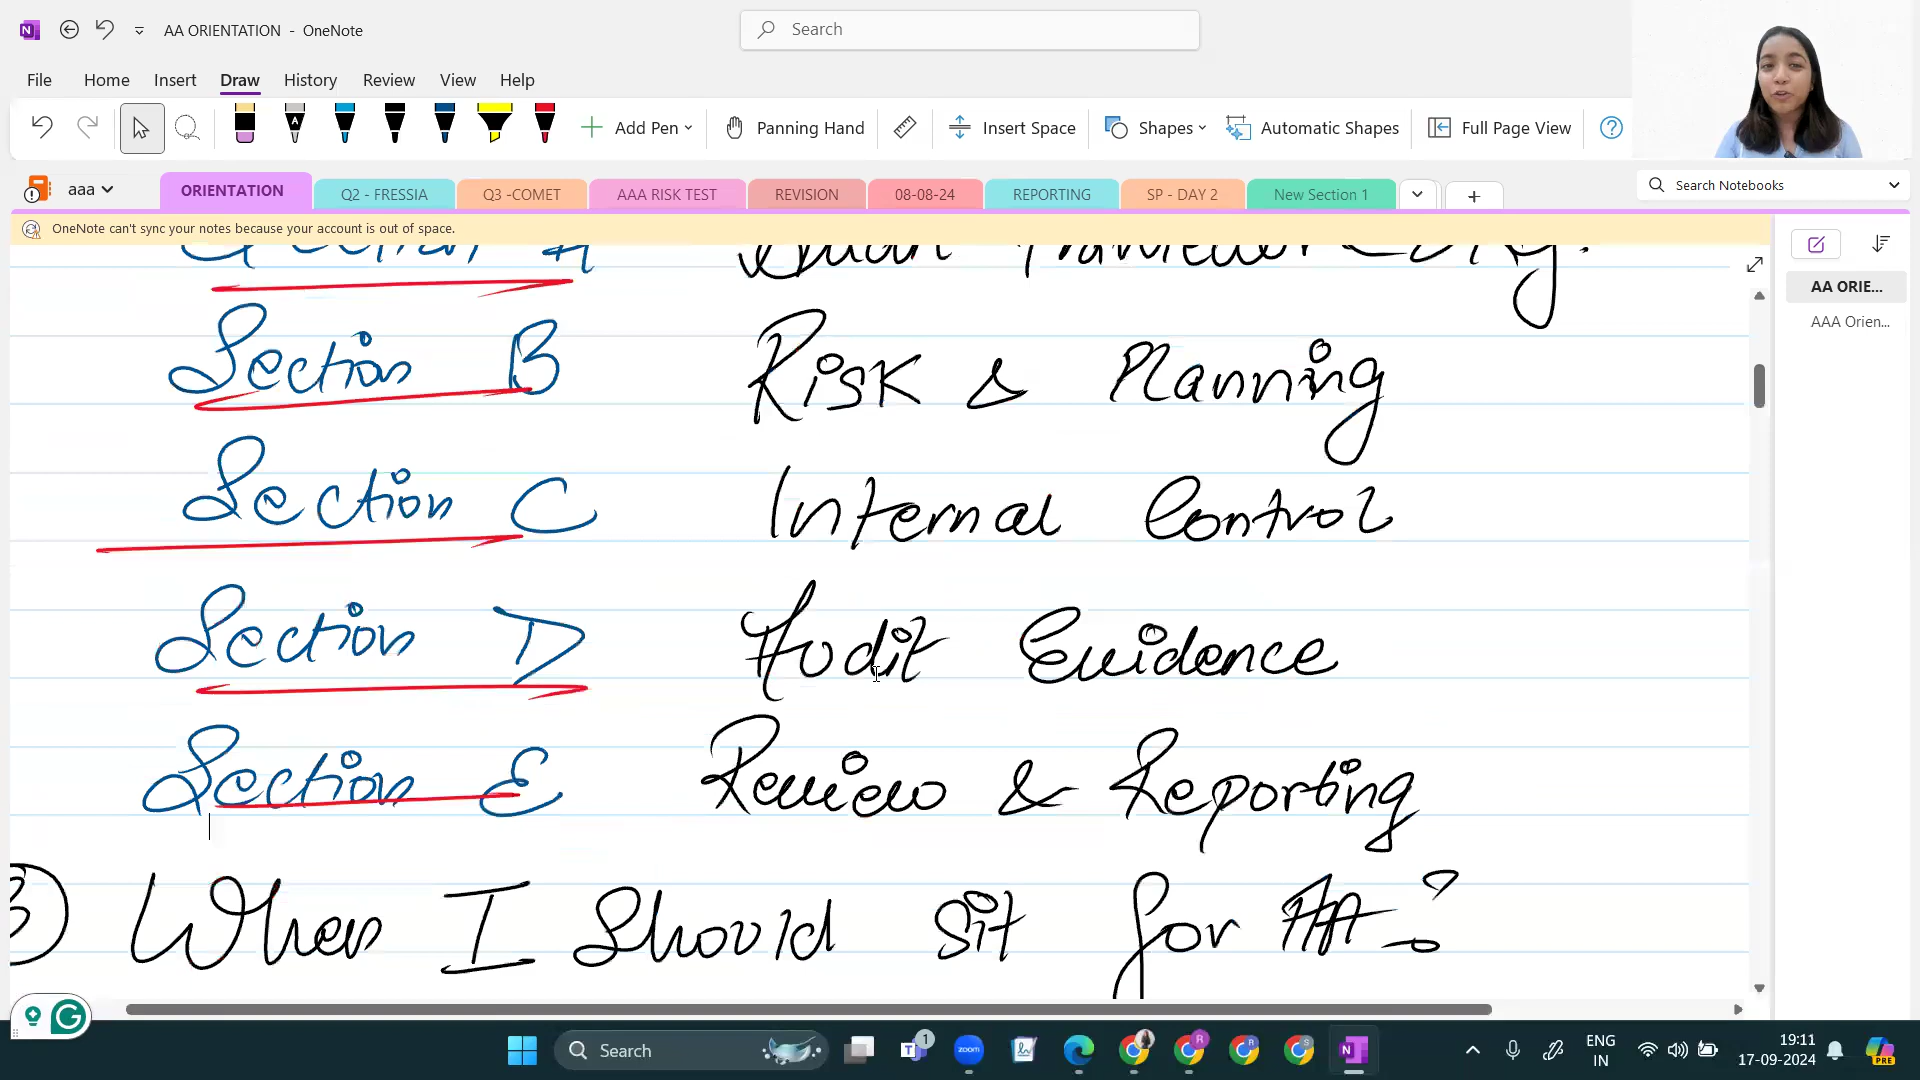 AA ORIENTATION - OneNote
Search
File Home Insert Draw History Review View Help
Add Pen Panning Hand Insert Space Shapes Automatic Shapes Full Page View
aaa ORIENTATION Q2 - FRESSIA Q3 -COMET AAA RISK TEST REVISION 08-08-24 REPORTING SP - DAY 2 New Section 1 Search Notebooks
OneNote can't sync your notes because your account is out of space.
AA ORIE...
AAA Orien...
Section A
Section B Risk & Planning
Section C Internal Control
Section D Audit Evidence
Section E Review & Reporting
3 When I Should sit for AA ?
Search 1 zoom ENG IN 19:11 17-09-2024 PRE